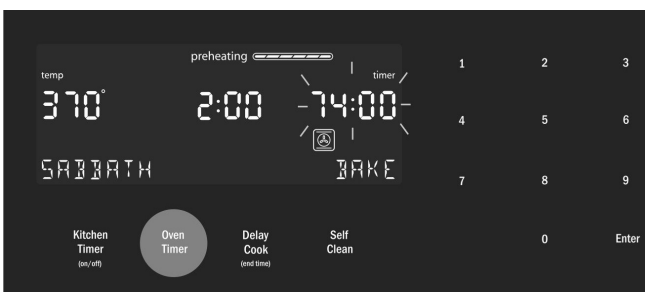 preheating
temp
timer
370°
2:00
74:00
SABBATH
BAKE
Kitchen
Timer
(on/off)
Oven
Timer
Delay
Cook
(end time)
Self
Clean
1 2 3
4 5 6
7 8 9
0 Enter